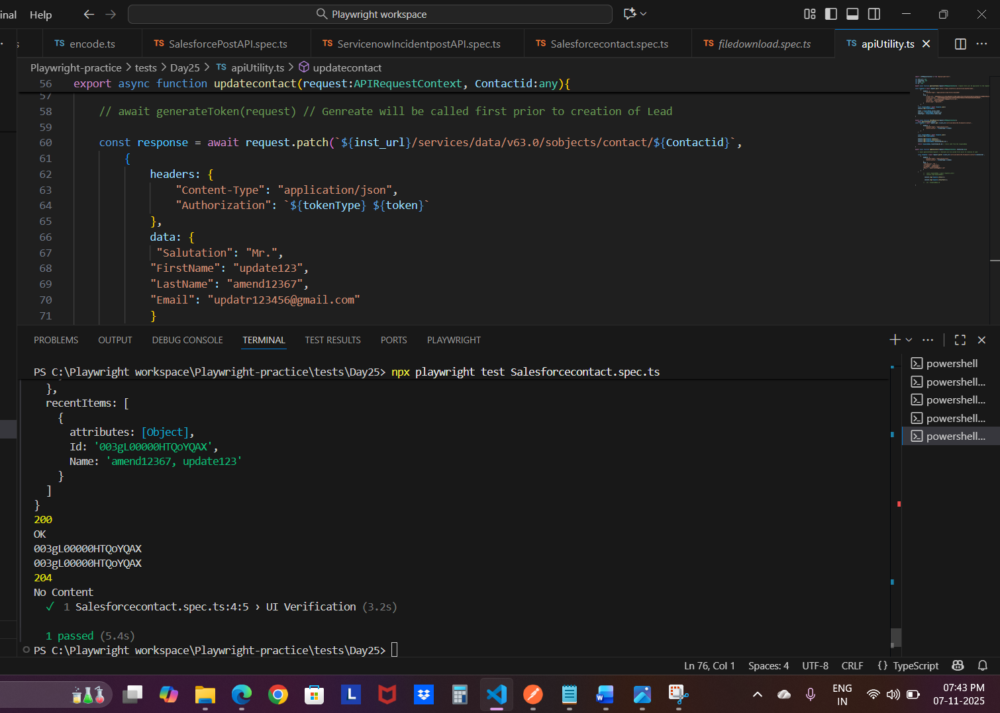 inal Help
Playwright workspace
s
TS encode.ts
TS SalesforcePostAPI.spec.ts
TS ServicenowIncidentpostAPI.spec.ts
TS Salesforcecontact.spec.ts
TS filedownload.spec.ts
TS apiUtility.ts
Playwright-practice > tests > Day25 > TS apiUtility.ts > updatecontact
56 export async function updatecontact(request:APIRequestContext, Contactid:any){
57
58 // await generateToken(request) // Genreate will be called first prior to creation of Lead
59
60 const response = await request.patch(`${inst_url}/services/data/v63.0/sobjects/contact/${Contactid}`,
61 {
62 headers: {
63 "Content-Type": "application/json",
64 "Authorization": `${tokenType} ${token}`
65 },
66 data: {
67 "Salutation": "Mr.",
68 "FirstName": "update123",
69 "LastName": "amend12367",
70 "Email": "updatr123456@gmail.com"
71 }
PROBLEMS OUTPUT DEBUG CONSOLE TERMINAL TEST RESULTS PORTS PLAYWRIGHT
PS C:\Playwright workspace\Playwright-practice\tests\Day25> npx playwright test Salesforcecontact.spec.ts
},
recentItems: [
{
attributes: [Object],
Id: '003gL00000HTQoYQAX',
Name: 'amend12367, update123'
}
]
}
200
OK
003gL00000HTQoYQAX
003gL00000HTQoYQAX
204
No Content
✓ 1 Salesforcecontact.spec.ts:4:5 › UI Verification (3.2s)
1 passed (5.4s)
PS C:\Playwright workspace\Playwright-practice\tests\Day25>
powershell
powershell...
powershell...
powershell...
powershell...
Ln 76, Col 1 Spaces: 4 UTF-8 CRLF {} TypeScript
L
W
ENG
IN
07:43 PM
07-11-2025